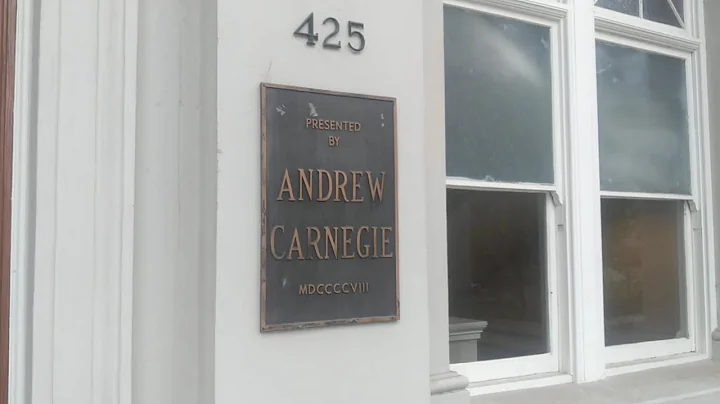 425
PRESENTED
BY
ANDREW
CARNEGIE
MDCCCCVIII